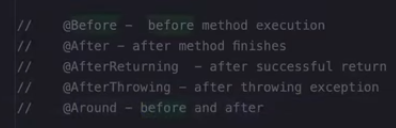 // @Before – before method execution
// @After – after method finishes
// @AfterReturning – after successful return
// @AfterThrowing – after throwing exception
// @Around – before and after